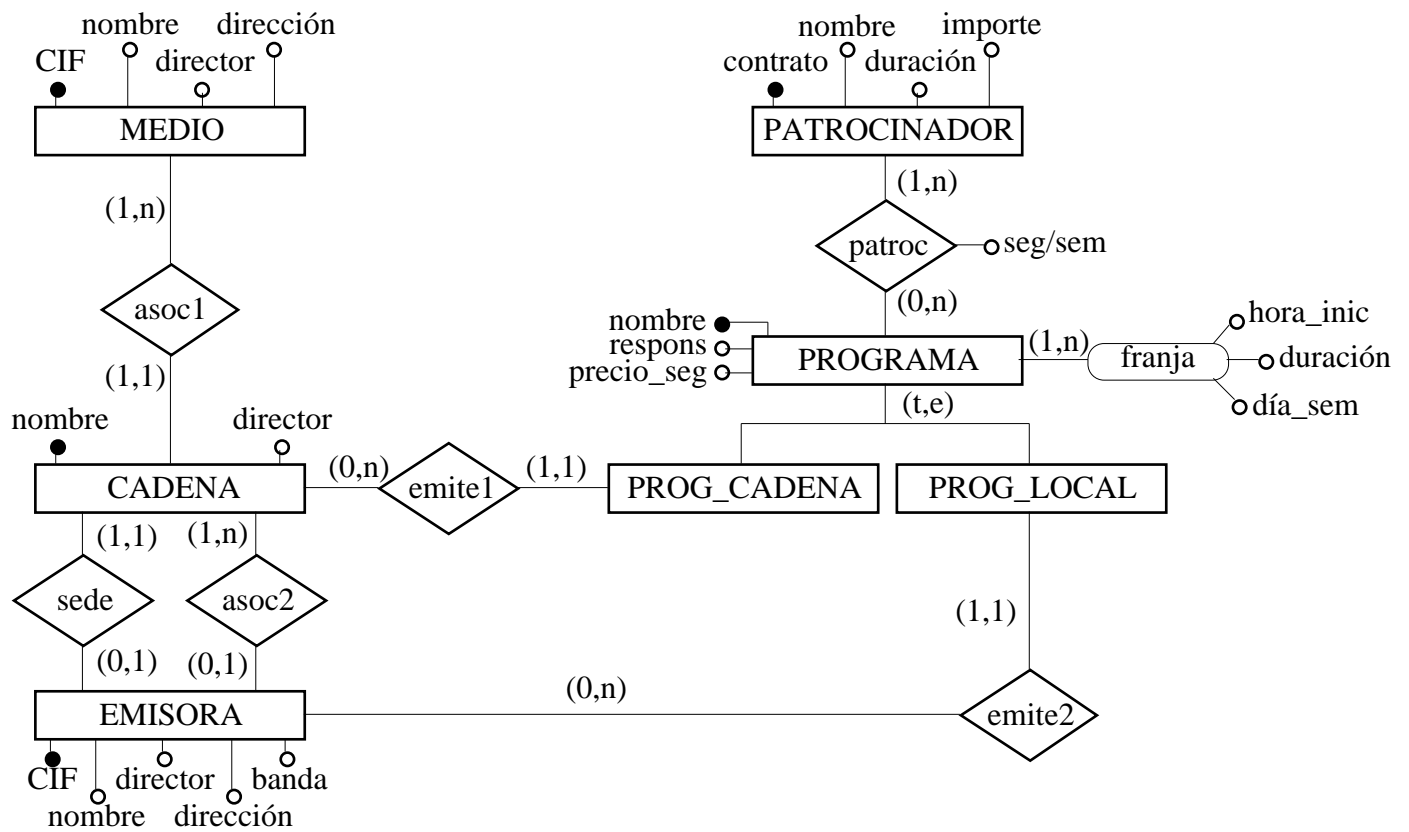 nombre
dirección
CIF
director
MEDIO
nombre
importe
contrato
duración
PATROCINADOR
(1,n)
asoc1
(1,1)
(1,n)
patroc
seg/sem
(0,n)
nombre
respons
precio_seg
PROGRAMA
(1,n)
franja
hora_inic
duración
día_sem
(t,e)
nombre
director
CADENA
(0,n)
emite1
(1,1)
PROG_CADENA
PROG_LOCAL
(1,1)
(1,n)
sede
asoc2
(1,1)
(0,1)
(0,1)
(0,n)
EMISORA
emite2
CIF
director
banda
nombre
dirección